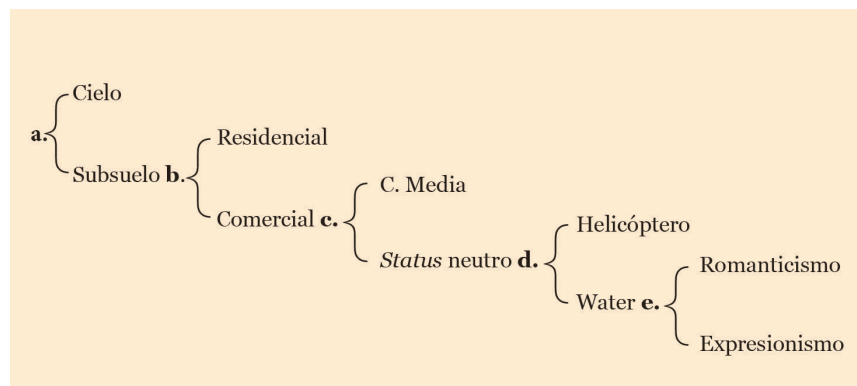 Cielo
a.
Residencial
Subsuelo b.
C. Media
Comercial c.
Helicóptero
Status neutro d.
Romanticismo
Water e.
Expresionismo